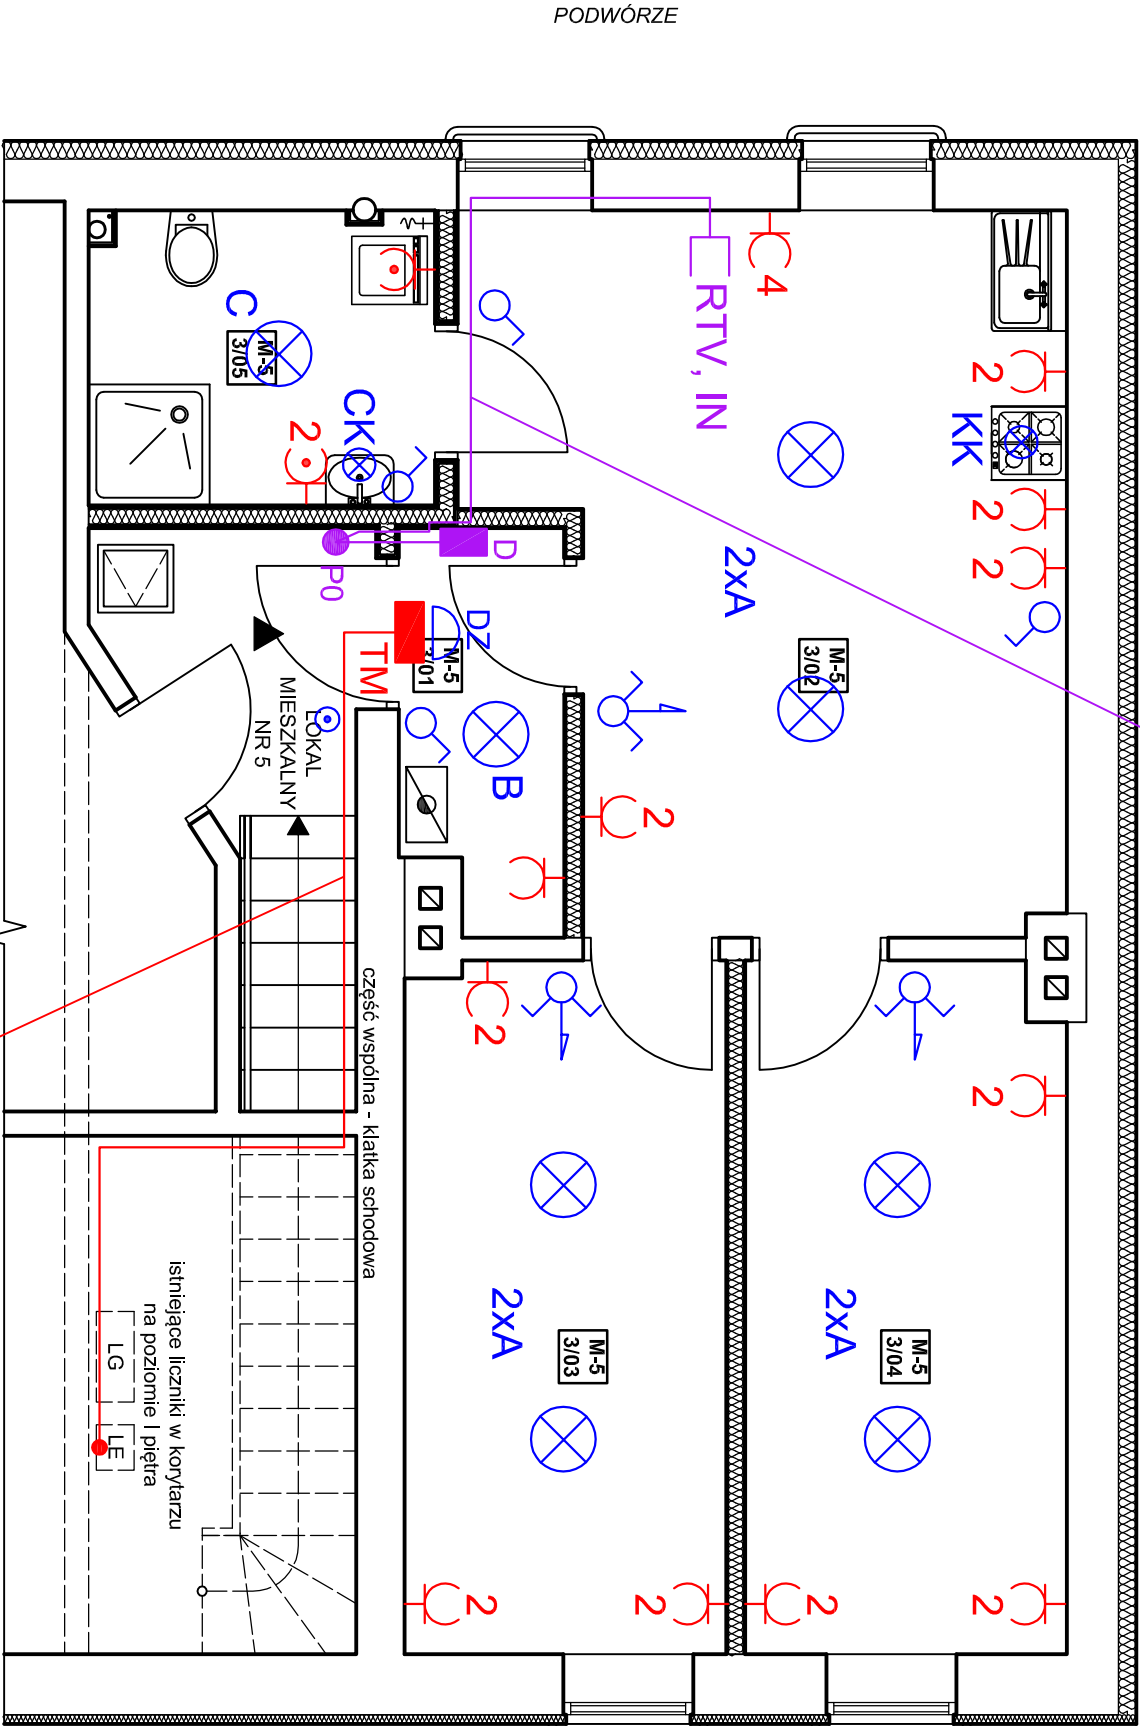 PODWÓRZE
4
RTV, IN
C
M-5
3/05
CK
2
2
KK
2
2
2xA
D
P0
DZ
M-5
3/01
TM
M-5
3/02
LOKAL
MIESZKALNY
NR 5
B
2
2
część wspólna - klatka schodowa
2
2xA
M-5
3/03
2xA
M-5
3/04
istniejące liczniki w korytarzu
na poziomie I piętra
LG
LE
2
2
2
2